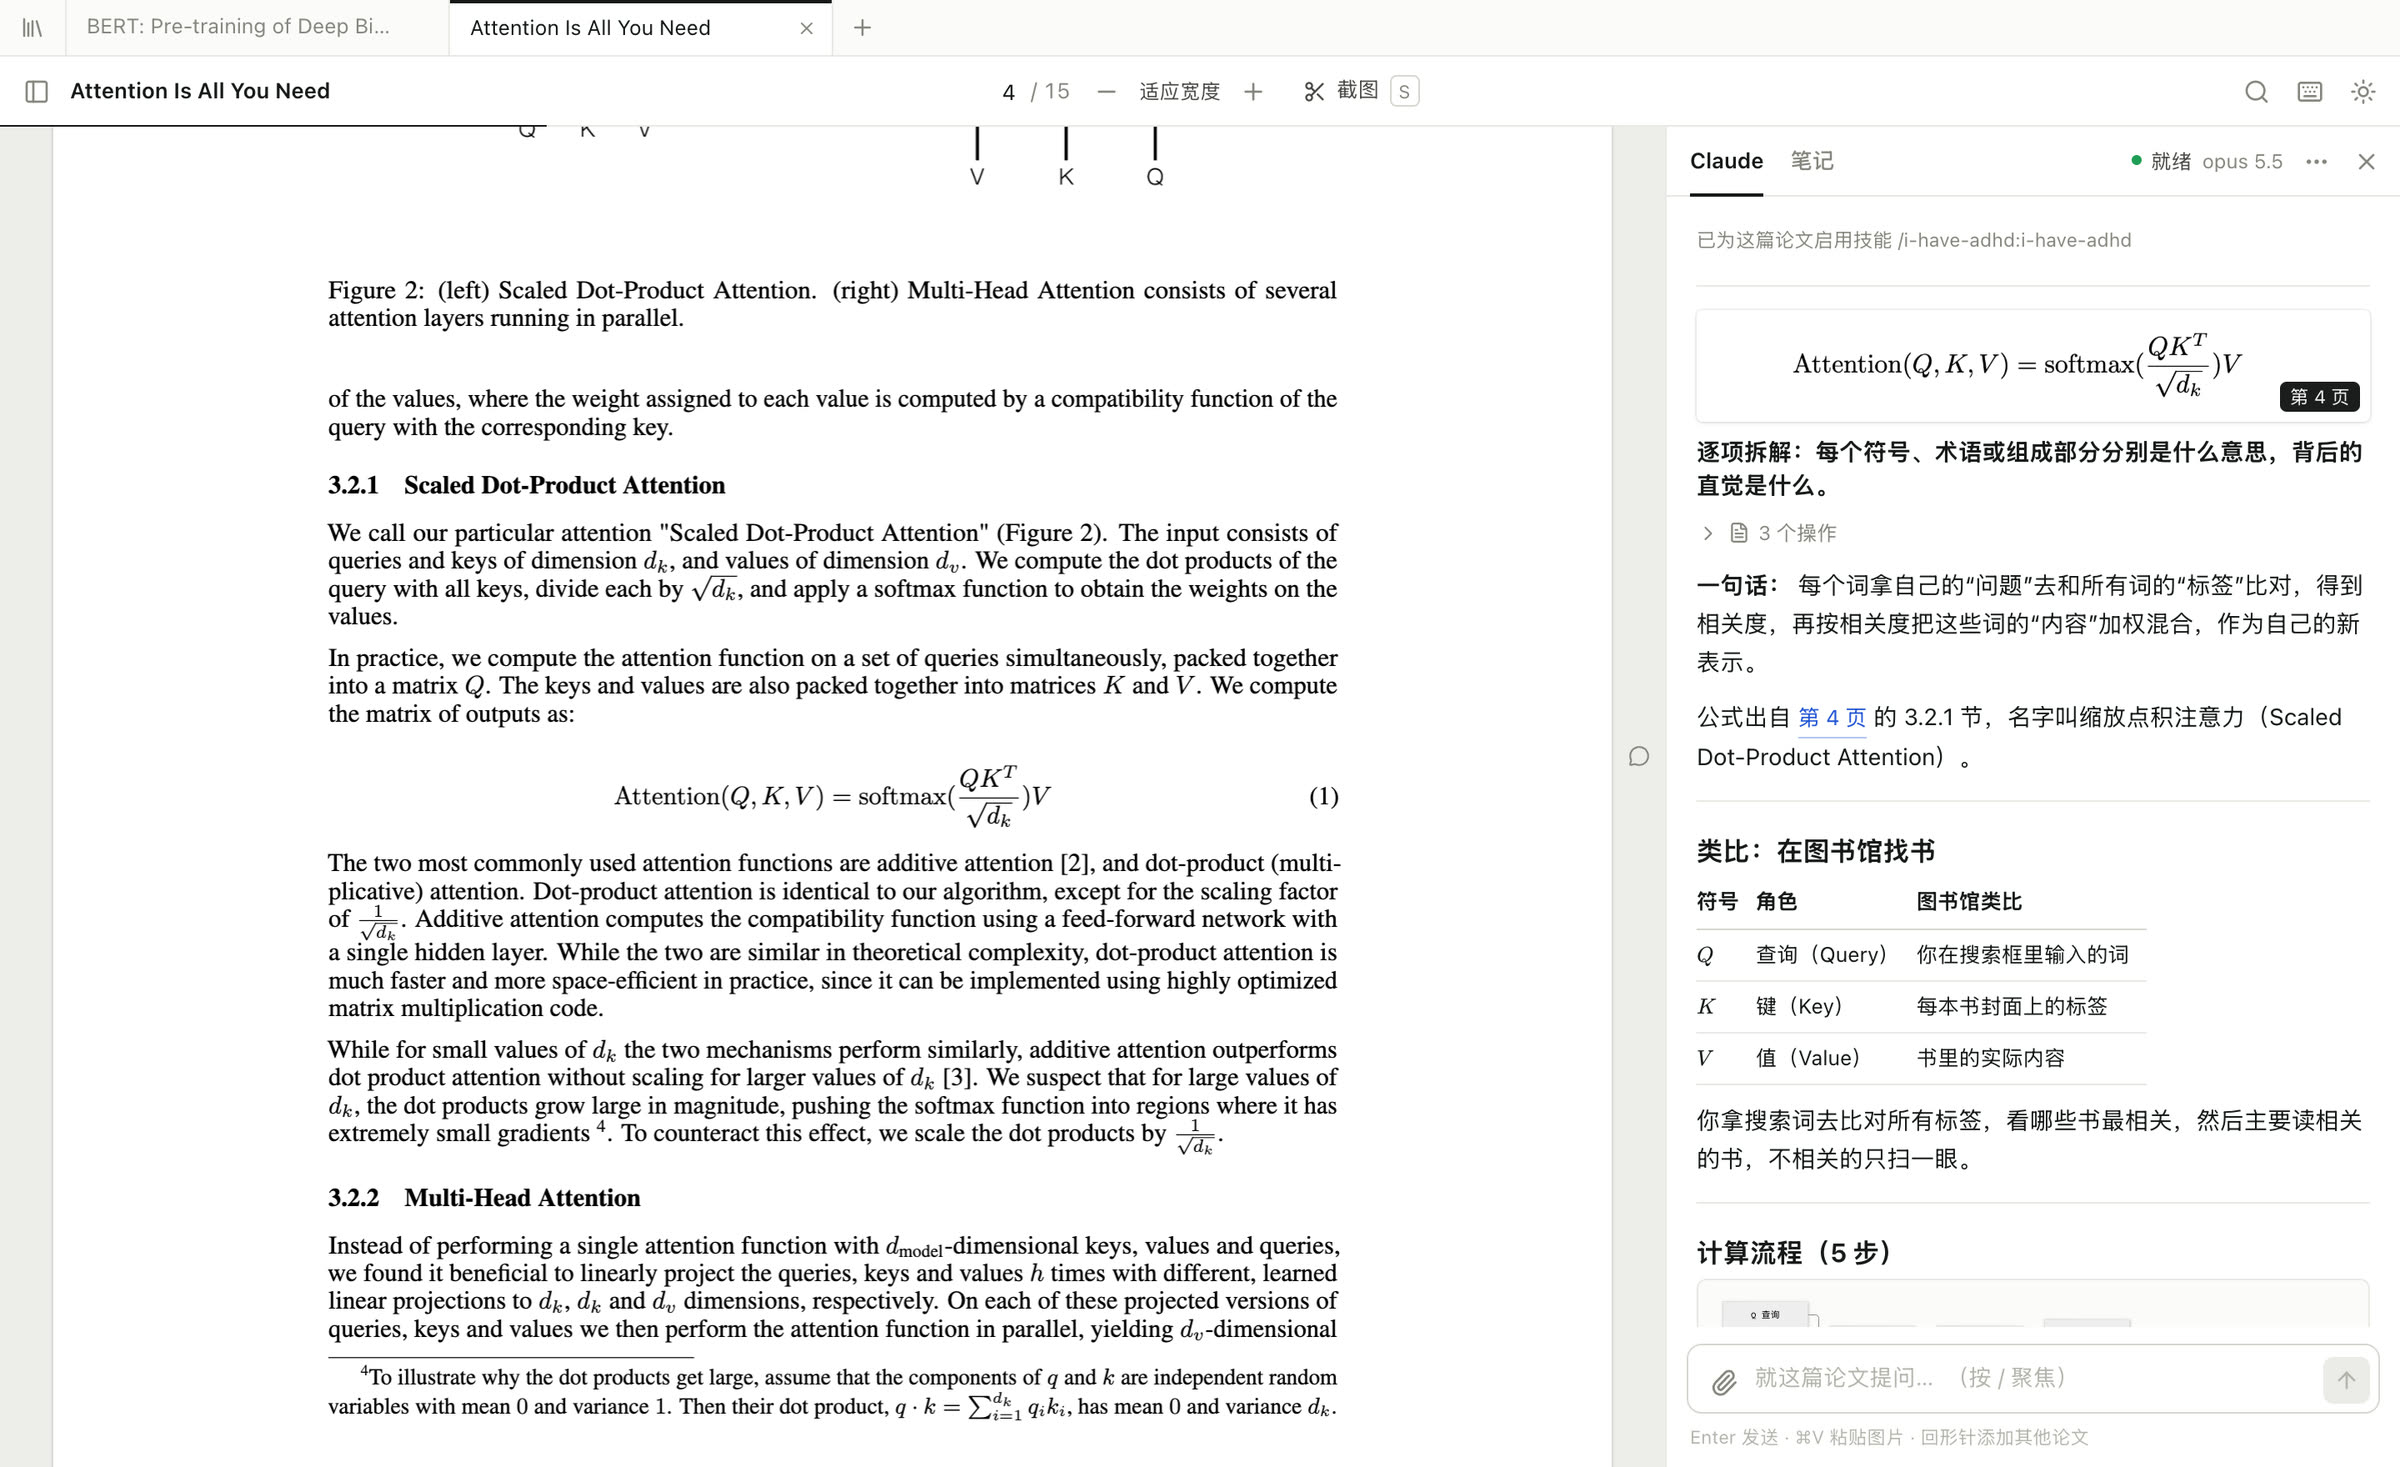 BERT: Pre-training of Deep Bi...
Attention Is All You Need
Attention Is All You Need
4 / 15
适应宽度
截图 S
Q K V
V K Q
Figure 2: (left) Scaled Dot-Product Attention. (right) Multi-Head Attention consists of several
attention layers running in parallel.
of the values, where the weight assigned to each value is computed by a compatibility function of the
query with the corresponding key.
3.2.1 Scaled Dot-Product Attention
We call our particular attention "Scaled Dot-Product Attention" (Figure 2). The input consists of
queries and keys of dimension dₖ, and values of dimension dᵥ. We compute the dot products of the
query with all keys, divide each by √dₖ, and apply a softmax function to obtain the weights on the
values.
In practice, we compute the attention function on a set of queries simultaneously, packed together
into a matrix Q. The keys and values are also packed together into matrices K and V. We compute
the matrix of outputs as:
Attention(Q, K, V) = softmax(QKᵀ/√dₖ)V (1)
The two most commonly used attention functions are additive attention [2], and dot-product (multi-
plicative) attention. Dot-product attention is identical to our algorithm, except for the scaling factor
of 1/√dₖ. Additive attention computes the compatibility function using a feed-forward network with
a single hidden layer. While the two are similar in theoretical complexity, dot-product attention is
much faster and more space-efficient in practice, since it can be implemented using highly optimized
matrix multiplication code.
While for small values of dₖ the two mechanisms perform similarly, additive attention outperforms
dot product attention without scaling for larger values of dₖ [3]. We suspect that for large values of
dₖ, the dot products grow large in magnitude, pushing the softmax function into regions where it has
extremely small gradients ⁴. To counteract this effect, we scale the dot products by 1/√dₖ.
3.2.2 Multi-Head Attention
Instead of performing a single attention function with d_model-dimensional keys, values and queries,
we found it beneficial to linearly project the queries, keys and values h times with different, learned
linear projections to dₖ, dₖ and dᵥ dimensions, respectively. On each of these projected versions of
queries, keys and values we then perform the attention function in parallel, yielding dᵥ-dimensional
⁴To illustrate why the dot products get large, assume that the components of q and k are independent random
variables with mean 0 and variance 1. Then their dot product, q · k = ∑ᵢ₌₁^dₖ qᵢkᵢ, has mean 0 and variance dₖ.
Claude 笔记
就绪 opus 5.5
已为这篇论文启用技能 /i-have-adhd:i-have-adhd
Attention(Q, K, V) = softmax(QKᵀ/√dₖ)V
第 4 页
逐项拆解：每个符号、术语或组成部分分别是什么意思，背后的
直觉是什么。
3 个操作
一句话： 每个词拿自己的“问题”去和所有词的“标签”比对，得到
相关度，再按相关度把这些词的“内容”加权混合，作为自己的新
表示。
公式出自 第 4 页 的 3.2.1 节，名字叫缩放点积注意力（Scaled
Dot-Product Attention）。
类比：在图书馆找书
符号 角色 图书馆类比
Q 查询（Query） 你在搜索框里输入的词
K 键（Key） 每本书封面上的标签
V 值（Value） 书里的实际内容
你拿搜索词去比对所有标签，看哪些书最相关，然后主要读相关
的书，不相关的只扫一眼。
计算流程（5 步）
Q 查询
就这篇论文提问... （按 / 聚焦）
Enter 发送 · ⌘V 粘贴图片 · 回形针添加其他论文